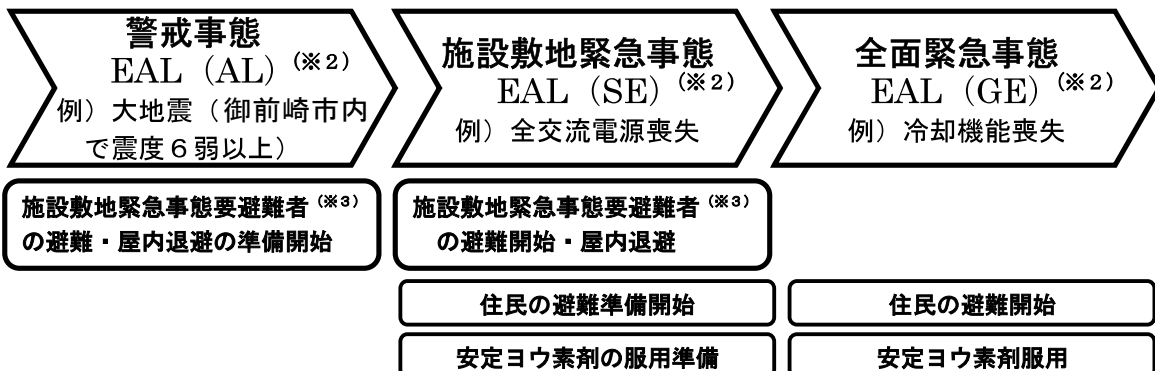 警戒事態
EAL（AL）(※２)
例）大地震（御前崎市内
で震度６弱以上）
施設敷地緊急事態
EAL（SE）(※２)
例）全交流電源喪失
全面緊急事態
EAL（GE）(※２)
例）冷却機能喪失
施設敷地緊急事態要避難者(※3)
の避難・屋内退避の準備開始
施設敷地緊急事態要避難者(※3)
の避難開始・屋内退避
住民の避難準備開始
住民の避難開始
安定ヨウ素剤の服用準備
安定ヨウ素剤服用